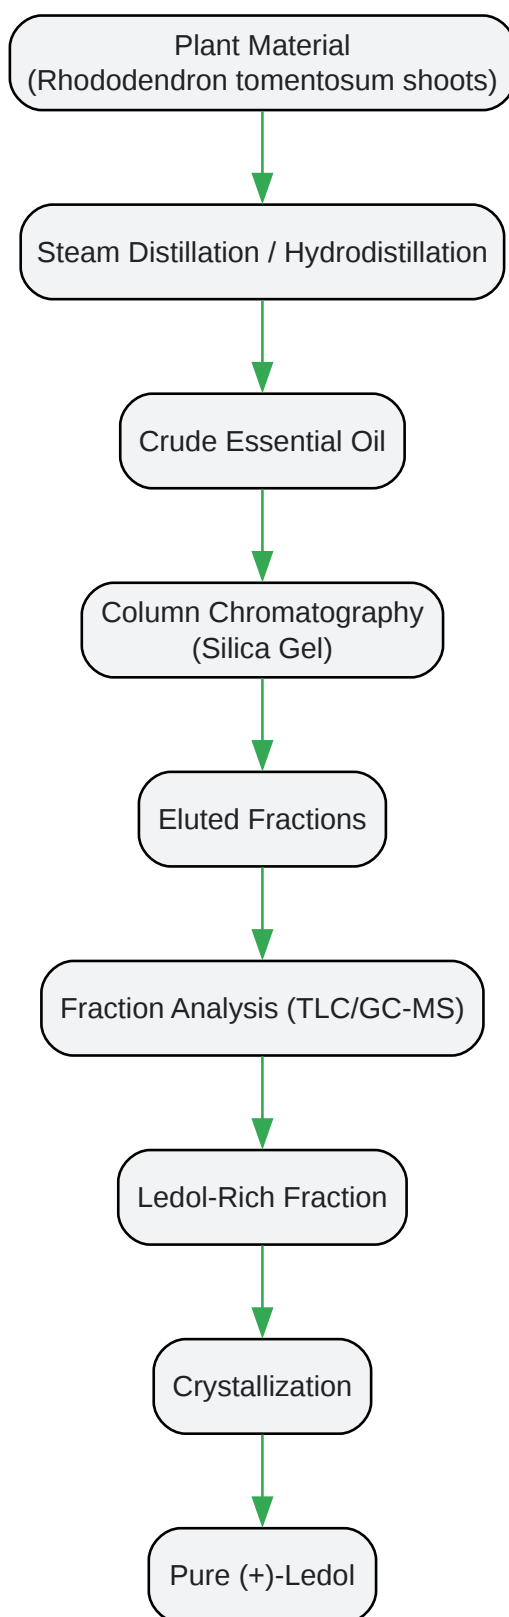 Plant Material
(Rhododendron tomentosum shoots)
Steam Distillation / Hydrodistillation
Crude Essential Oil
Column Chromatography
(Silica Gel)
Eluted Fractions
Fraction Analysis (TLC/GC-MS)
Ledol-Rich Fraction
Crystallization
Pure (+)-Ledol